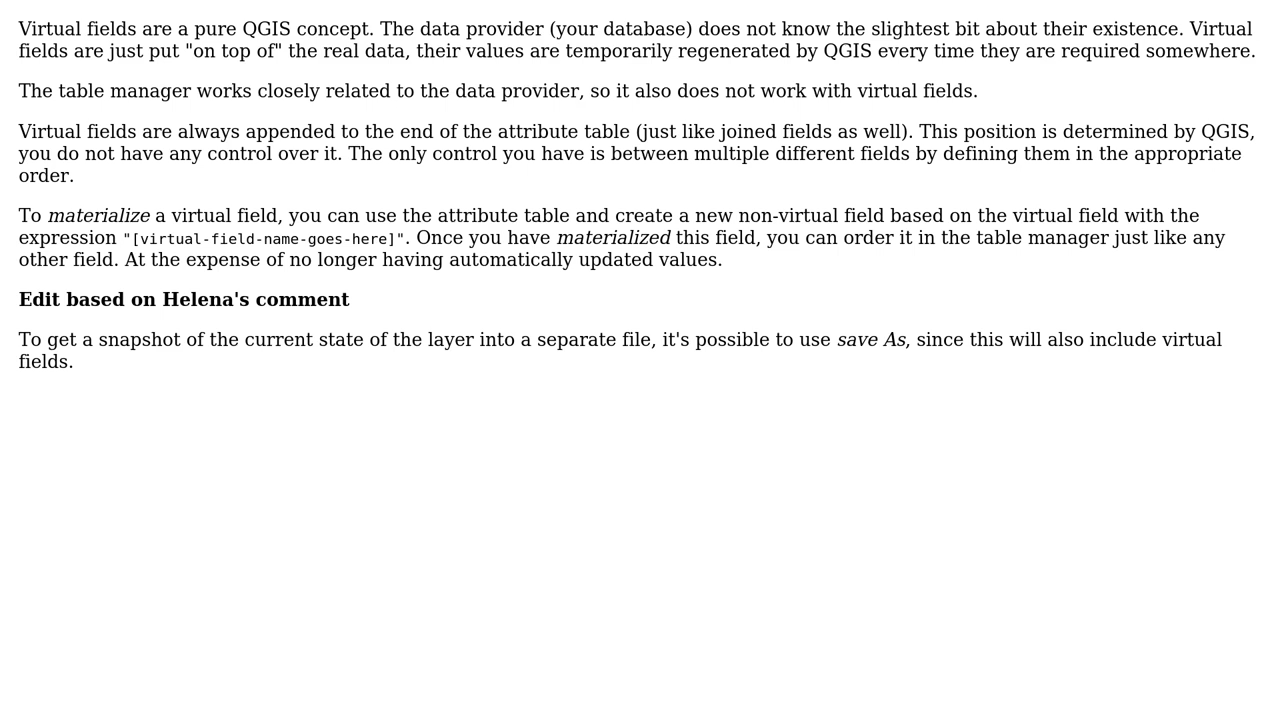 Virtual fields are a pure QGIS concept. The data provider (your database) does not know the slightest bit about their existence. Virtual
fields are just put "on top of" the real data, their values are temporarily regenerated by QGIS every time they are required somewhere.
The table manager works closely related to the data provider, so it also does not work with virtual fields.
Virtual fields are always appended to the end of the attribute table (just like joined fields as well). This position is determined by QGIS,
you do not have any control over it. The only control you have is between multiple different fields by defining them in the appropriate
order.
To materialize a virtual field, you can use the attribute table and create a new non-virtual field based on the virtual field with the
expression "[virtual-field-name-goes-here]". Once you have materialized this field, you can order it in the table manager just like any
other field. At the expense of no longer having automatically updated values.
Edit based on Helena's comment
To get a snapshot of the current state of the layer into a separate file, it's possible to use save As, since this will also include virtual
fields.